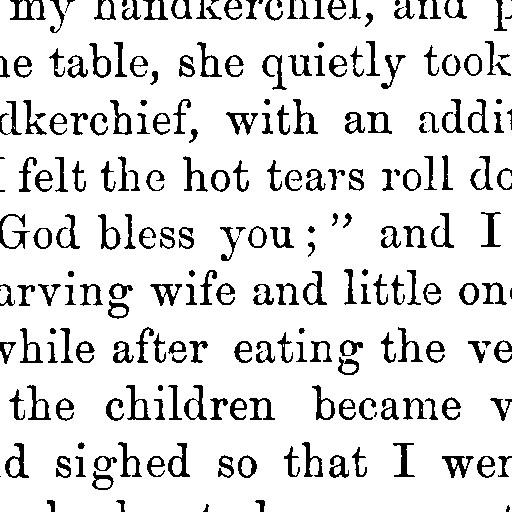 my handkerchief, and p
he table, she quietly took
dkerchief, with an addit
I felt the hot tears roll do
God bless you;" and I
arving wife and little one
while after eating the ve
the children became v
d sighed so that I wer